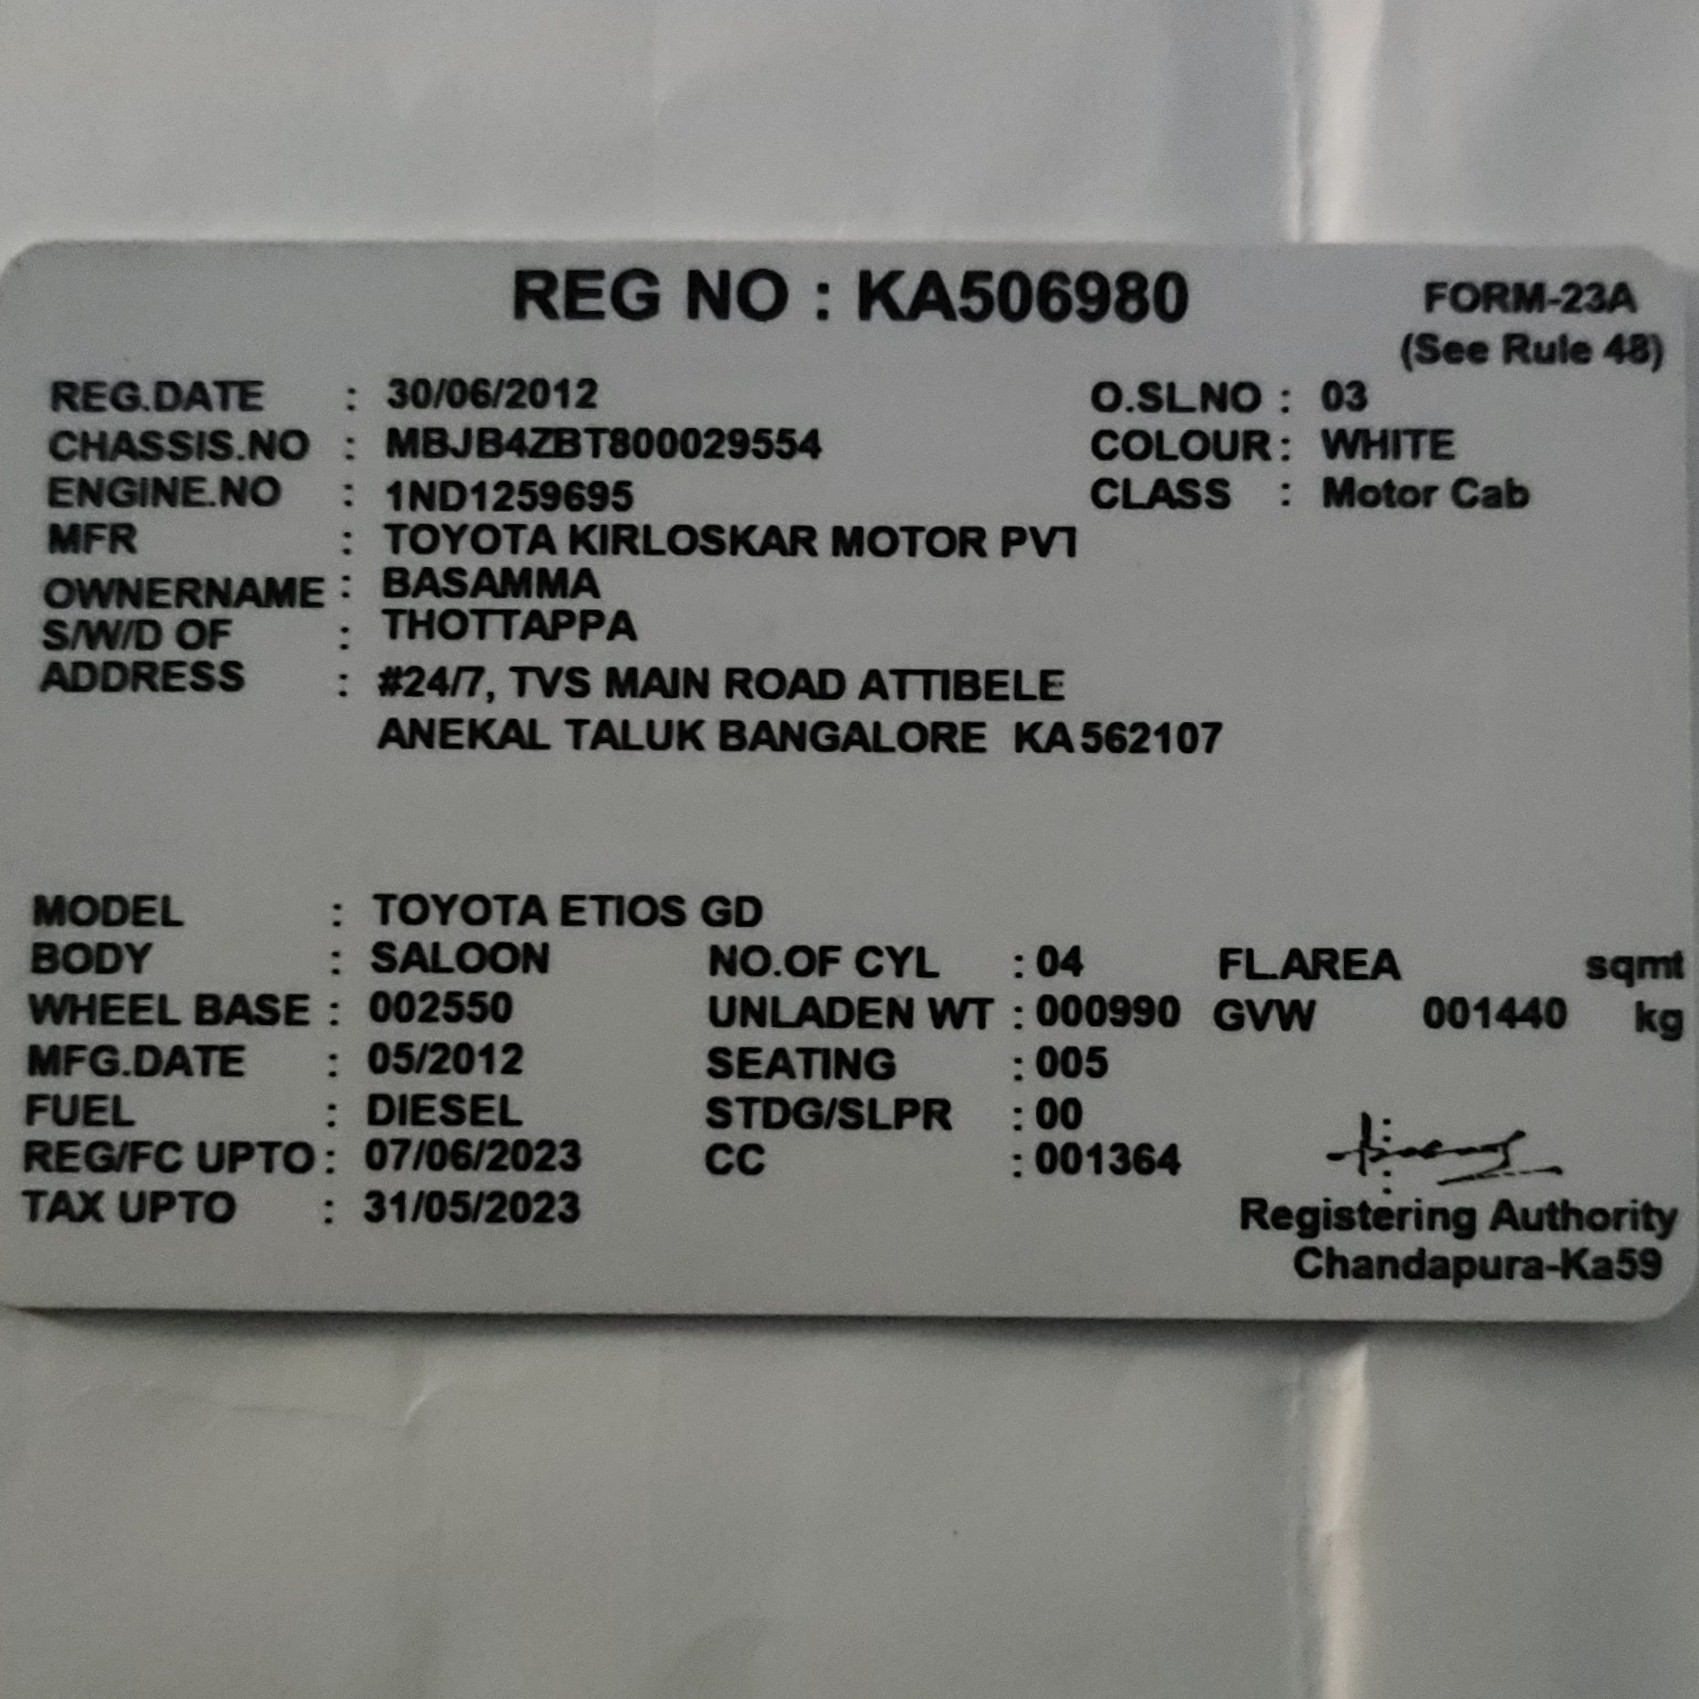 REG NO : KA506980
FORM-23A
(See Rule 48)
REG.DATE : 30/06/2012 O.SL.NO : 03
CHASSIS.NO : MBJB4ZBT800029554 COLOUR : WHITE
ENGINE.NO : 1ND1259695 CLASS : Motor Cab
MFR : TOYOTA KIRLOSKAR MOTOR PVT
OWNERNAME : BASAMMA
S/W/D OF : THOTTAPPA
ADDRESS : #24/7, TVS MAIN ROAD ATTIBELE
ANEKAL TALUK BANGALORE KA 562107
MODEL : TOYOTA ETIOS GD
BODY : SALOON NO.OF CYL : 04 FL.AREA sqmt
WHEEL BASE : 002550 UNLADEN WT : 000990 GVW 001440 kg
MFG.DATE : 05/2012 SEATING : 005
FUEL : DIESEL STDG/SLPR : 00
REG/FC UPTO : 07/06/2023 CC : 001364
TAX UPTO : 31/05/2023
Registering Authority
Chandapura-Ka59